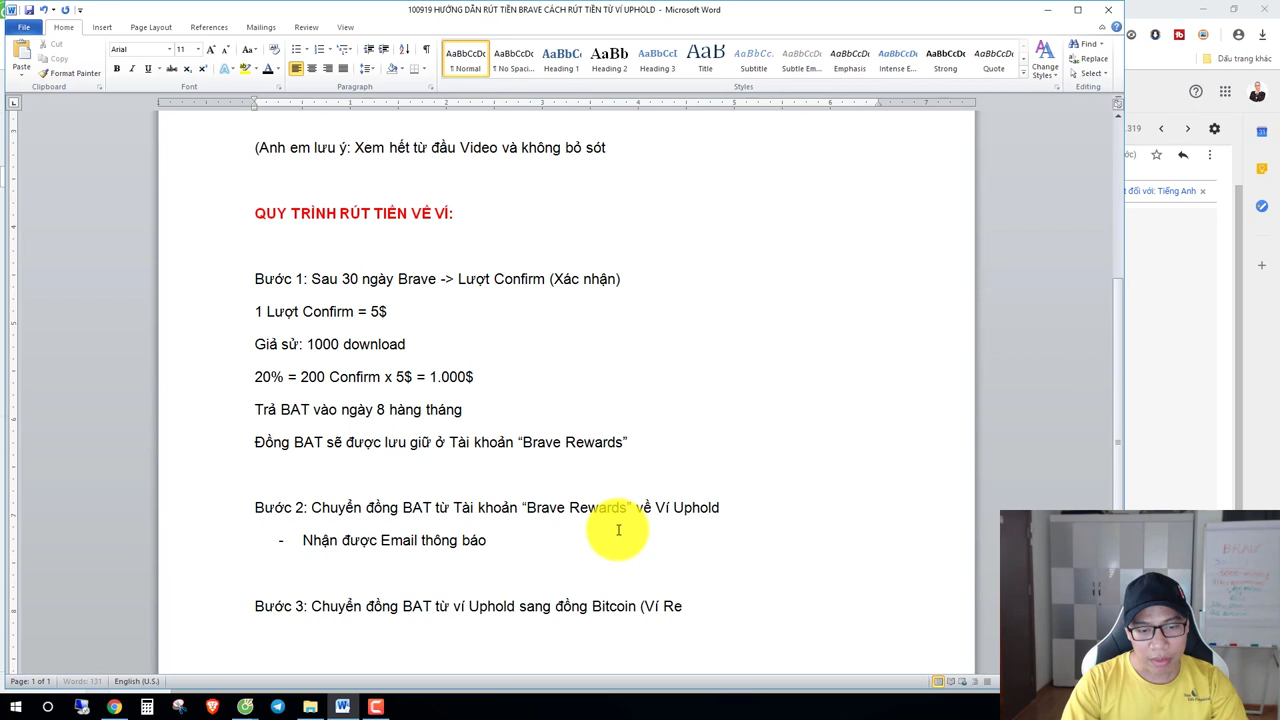 100919 HƯỚNG DẪN RÚT TIỀN BRAVE CÁCH RÚT TIỀN TỪ VÍ UPHOLD - Microsoft Word
File Home Insert Page Layout References Mailings Review View
Paste
Cut
Copy
Format Painter
Clipboard
Arial 11
Font
Paragraph
AaBbCcDc AaBbCcDc AaBbC AaBbCc AaBbCcI AaB AaBbCc. AaBbCcDc AaBbCcDc AaBbCcDc AaBbCcDc AaBbCcDc
¶ Normal ¶ No Spaci... Heading 1 Heading 2 Heading 3 Title Subtitle Subtle Em... Emphasis Intense E... Strong Quote
Change Styles
Styles
Find
Replace
Select
Editing
Dấu trang khác
319
ớc)
t đối với: Tiếng Anh ×
(Anh em lưu ý: Xem hết từ đầu Video và không bỏ sót
QUY TRÌNH RÚT TIỀN VỀ VÍ:
Bước 1: Sau 30 ngày Brave -> Lượt Confirm (Xác nhận)
1 Lượt Confirm = 5$
Giả sử: 1000 download
20% = 200 Confirm x 5$ = 1.000$
Trả BAT vào ngày 8 hàng tháng
Đồng BAT sẽ được lưu giữ ở Tài khoản “Brave Rewards”
Bước 2: Chuyển đồng BAT từ Tài khoản “Brave Rewards” về Ví Uphold
- Nhận được Email thông báo
Bước 3: Chuyển đồng BAT từ ví Uphold sang đồng Bitcoin (Ví Re
Page: 1 of 1 Words: 131 English (U.S.)
BRAV